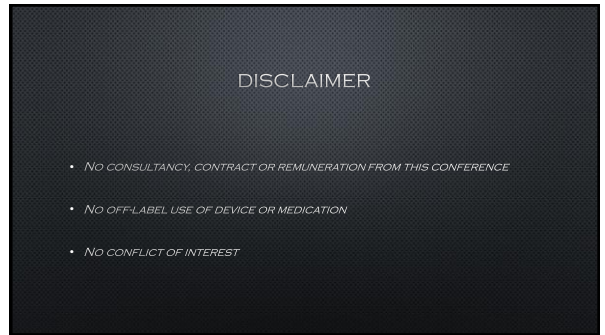 DISCLAIMER
• NO CONSULTANCY, CONTRACT OR REMUNERATION FROM THIS CONFERENCE
• NO OFF-LABEL USE OF DEVICE OR MEDICATION
• NO CONFLICT OF INTEREST